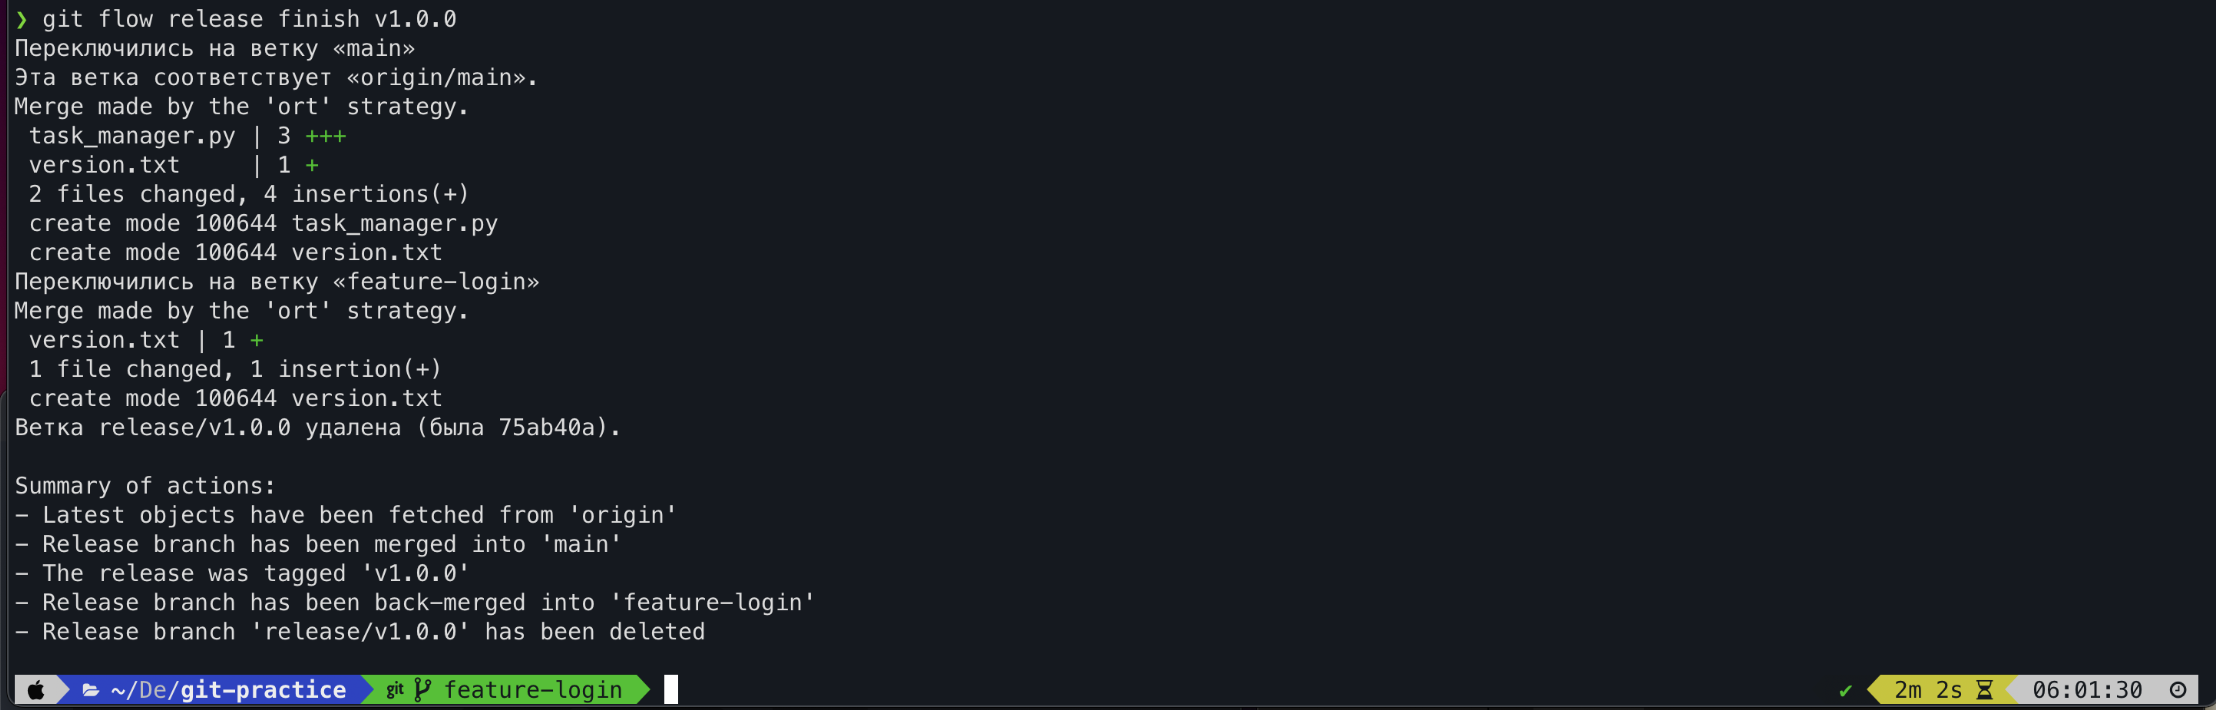 ❯ git flow release finish v1.0.0
Переключились на ветку «main»
Эта ветка соответствует «origin/main».
Merge made by the 'ort' strategy.
 task_manager.py | 3 +++
 version.txt     | 1 +
 2 files changed, 4 insertions(+)
 create mode 100644 task_manager.py
 create mode 100644 version.txt
Переключились на ветку «feature-login»
Merge made by the 'ort' strategy.
 version.txt | 1 +
 1 file changed, 1 insertion(+)
 create mode 100644 version.txt
Ветка release/v1.0.0 удалена (была 75ab40a).
Summary of actions:
- Latest objects have been fetched from 'origin'
- Release branch has been merged into 'main'
- The release was tagged 'v1.0.0'
- Release branch has been back-merged into 'feature-login'
- Release branch 'release/v1.0.0' has been deleted
~/De/git-practice git feature-login ✔ 2m 2s 06:01:30